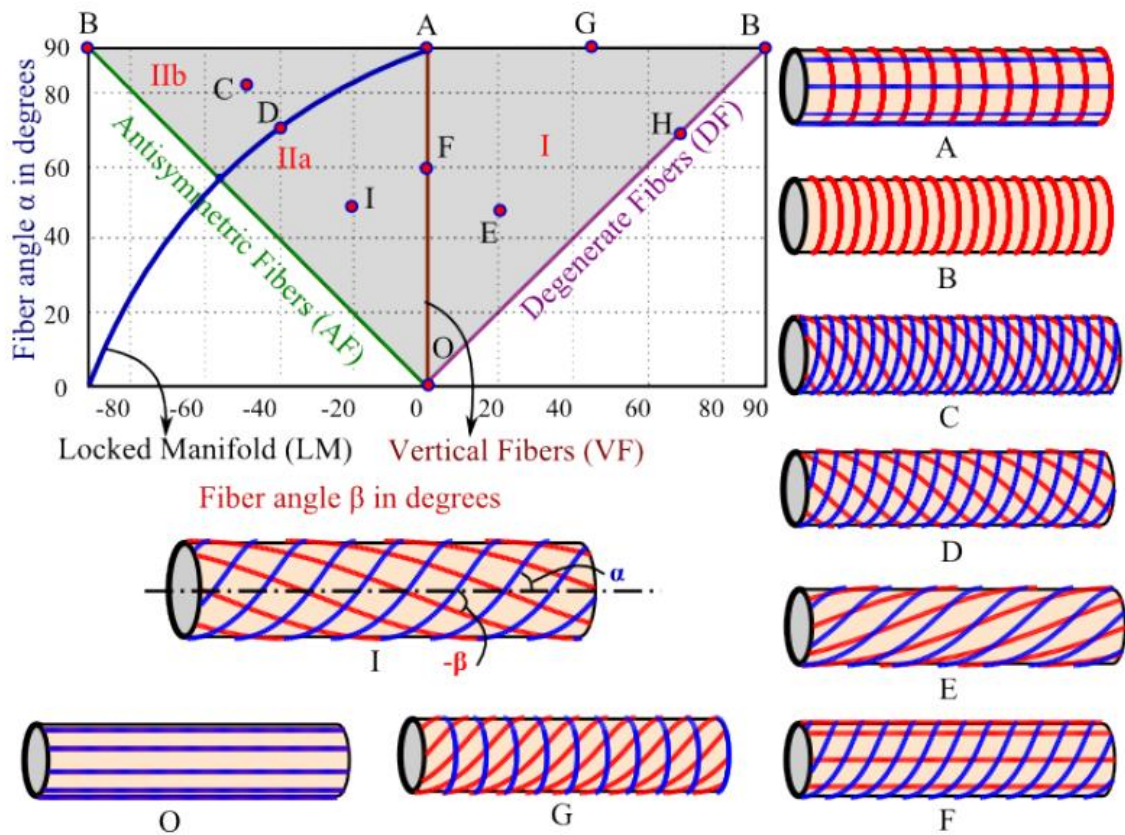 B A G B
90
IIb
80
C
D
H
IIa
F
I
60
I
E
40
20
O
0
Fiber angle α in degrees
Antisymmetric Fibers (AF)
Degenerate Fibers (DF)
-80 -60 -40 -20 0 20 40 60 80 90
Locked Manifold (LM) Vertical Fibers (VF)
Fiber angle β in degrees
α
-β
I
O
G
A
B
C
D
E
F